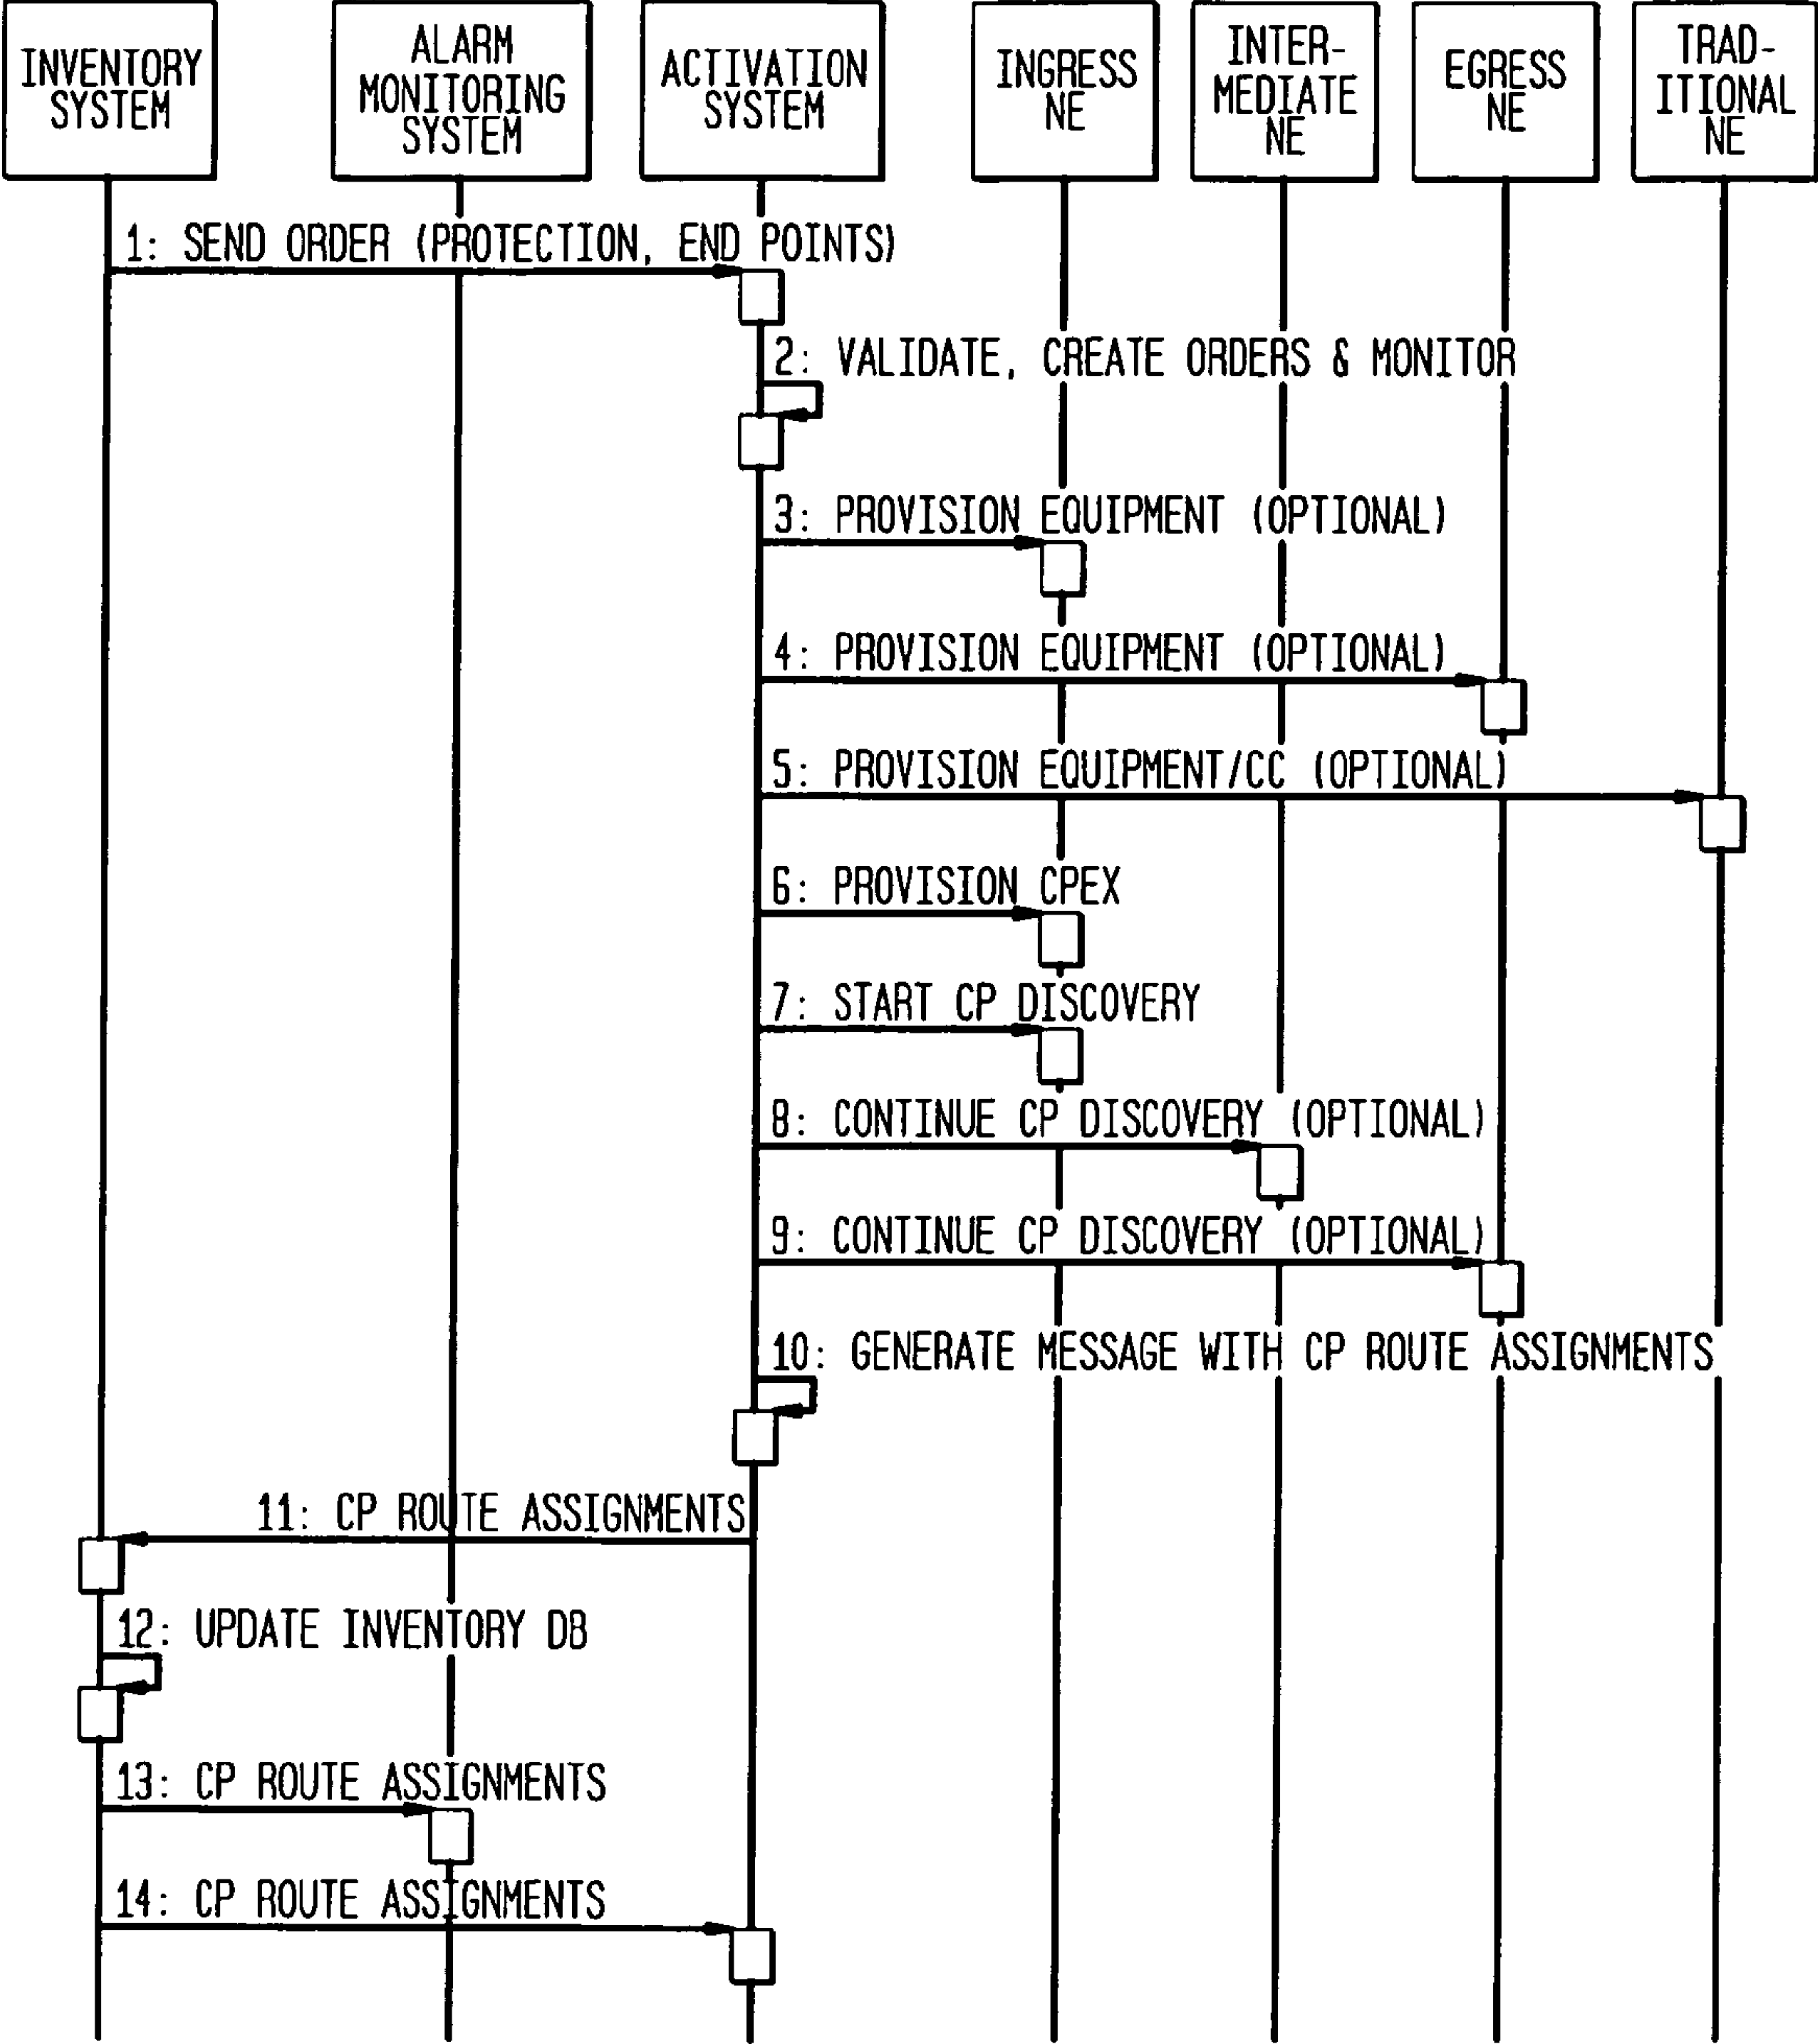 INVENTORY
SYSTEM
ALARM
MONITORING
SYSTEM
ACTIVATION
SYSTEM
INGRESS
NE
INTER-
MEDIATE
NE
EGRESS
NE
TRAD-
ITIONAL
NE
1: SEND ORDER (PROTECTION, END POINTS)
2: VALIDATE, CREATE ORDERS & MONITOR
3: PROVISION EQUIPMENT (OPTIONAL)
4: PROVISION EQUIPMENT (OPTIONAL)
5: PROVISION EQUIPMENT/CC (OPTIONAL)
6: PROVISION CPEX
7: START CP DISCOVERY
8: CONTINUE CP DISCOVERY (OPTIONAL)
9: CONTINUE CP DISCOVERY (OPTIONAL)
10: GENERATE MESSAGE WITH CP ROUTE ASSIGNMENTS
11: CP ROUTE ASSIGNMENTS
12: UPDATE INVENTORY DB
13: CP ROUTE ASSIGNMENTS
14: CP ROUTE ASSIGNMENTS